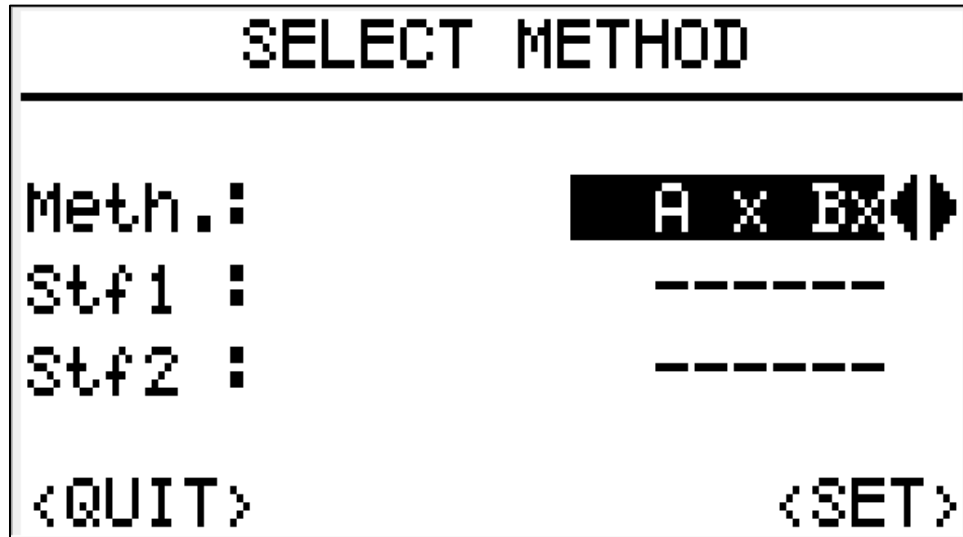 SELECT METHOD
Meth.: A x Bx
Stf1 : ------
Stf2 : ------
<QUIT> <SET>